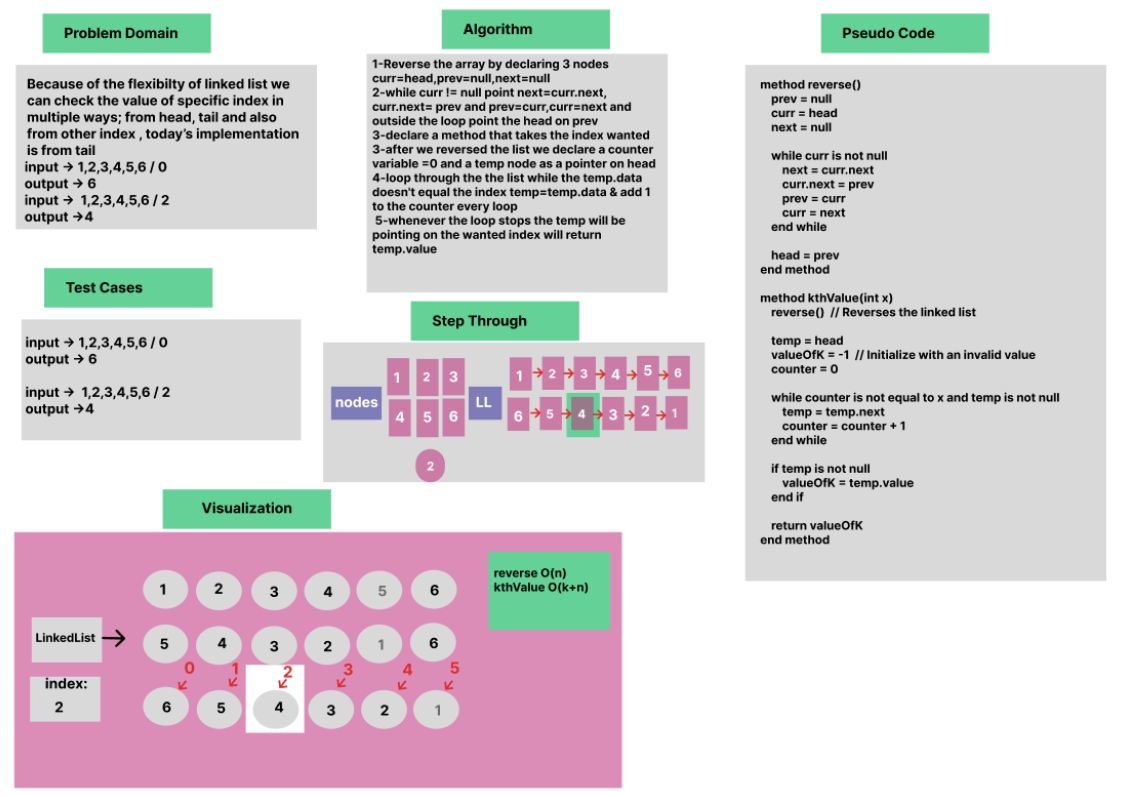 Problem Domain
Because of the flexibilty of linked list we
can check the value of specific index in
multiple ways; from head, tail and also
from other index , today's implementation
is from tail
input → 1,2,3,4,5,6 / 0
output → 6
input → 1,2,3,4,5,6 / 2
output →4
Test Cases
input → 1,2,3,4,5,6 / 0
output → 6
input → 1,2,3,4,5,6 / 2
output →4
Algorithm
1-Reverse the array by declaring 3 nodes
curr=head,prev=null,next=null
2-while curr != null point next=curr.next,
curr.next= prev and prev=curr,curr=next and
outside the loop point the head on prev
3-declare a method that takes the index wanted
3-after we reversed the list we declare a counter
variable =0 and a temp node as a pointer on head
4-loop through the the list while the temp.data
doesn't equal the index temp=temp.data & add 1
to the counter every loop
5-whenever the loop stops the temp will be
pointing on the wanted index will return
temp.value
Step Through
nodes
1 2 3
4 5 6
2
LL
1 → 2 → 3 → 4 → 5 → 6
6 → 5 → 4 → 3 → 2 → 1
Visualization
1 2 3 4 5 6
LinkedList →
5 4 3 2 1 6
0 1 2 3 4 5
index:
2
6 5 4 3 2 1
reverse O(n)
kthValue O(k+n)
Pseudo Code
method reverse()
prev = null
curr = head
next = null
while curr is not null
next = curr.next
curr.next = prev
prev = curr
curr = next
end while
head = prev
end method
method kthValue(int x)
reverse() // Reverses the linked list
temp = head
valueOfK = -1 // Initialize with an invalid value
counter = 0
while counter is not equal to x and temp is not null
temp = temp.next
counter = counter + 1
end while
if temp is not null
valueOfK = temp.value
end if
return valueOfK
end method